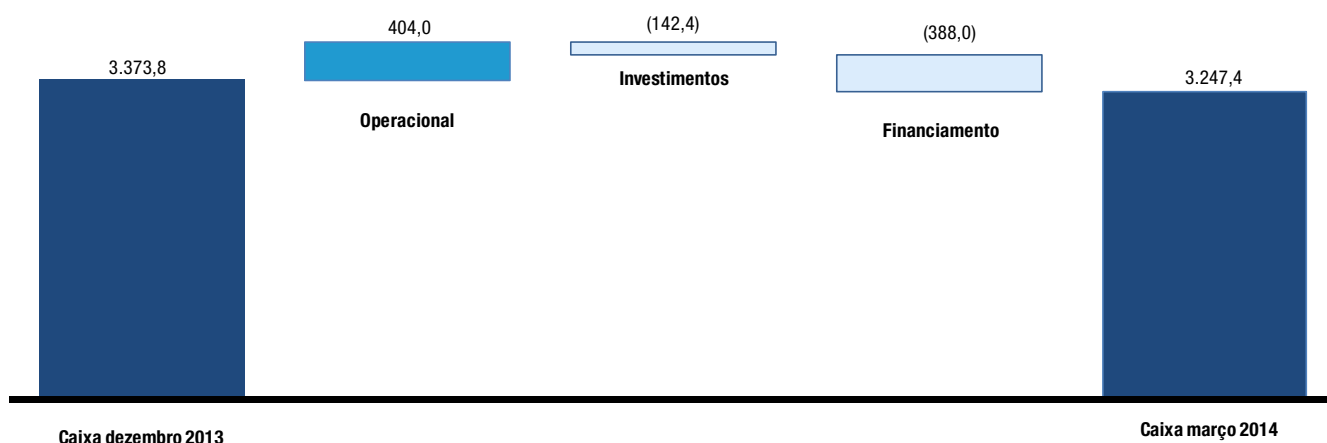 404,0
(142,4)
(388,0)
3.373,8
3.247,4
Investimentos
Operacional
Financiamento
Caixa dezembro 2013
Caixa março 2014